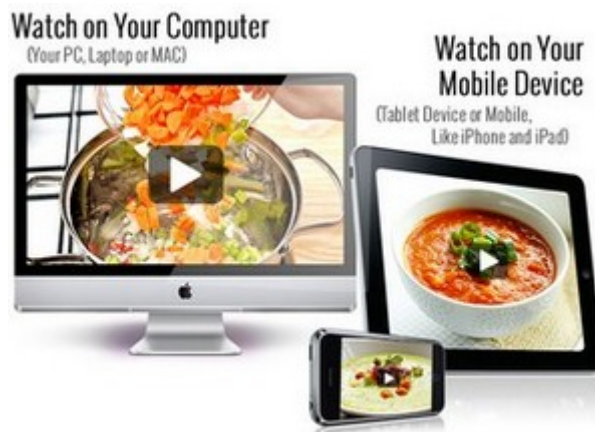 Watch on Your Computer
(Your PC, Laptop or MAC)
Watch on Your
Mobile Device
(Tablet Device or Mobile,
Like iPhone and iPad)